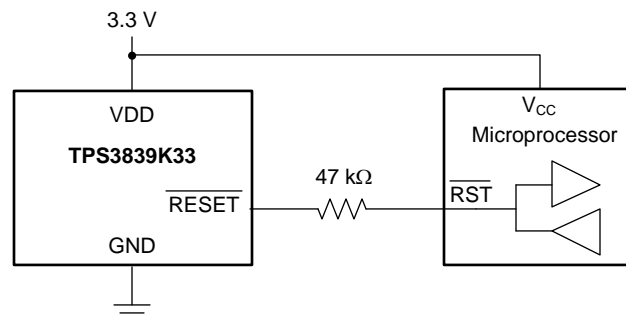 3.3 V
VDD
TPS3839K33
RESET
GND
47 kΩ
VCC
Microprocessor
RST